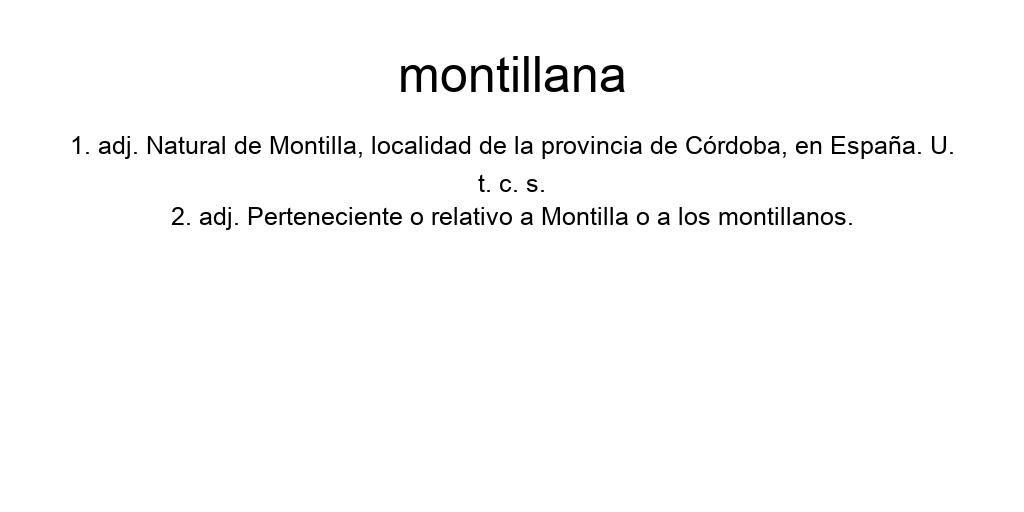 montillana
1. adj. Natural de Montilla, localidad de la provincia de Córdoba, en España. U.
t. c. s.
2. adj. Perteneciente o relativo a Montilla o a los montillanos.